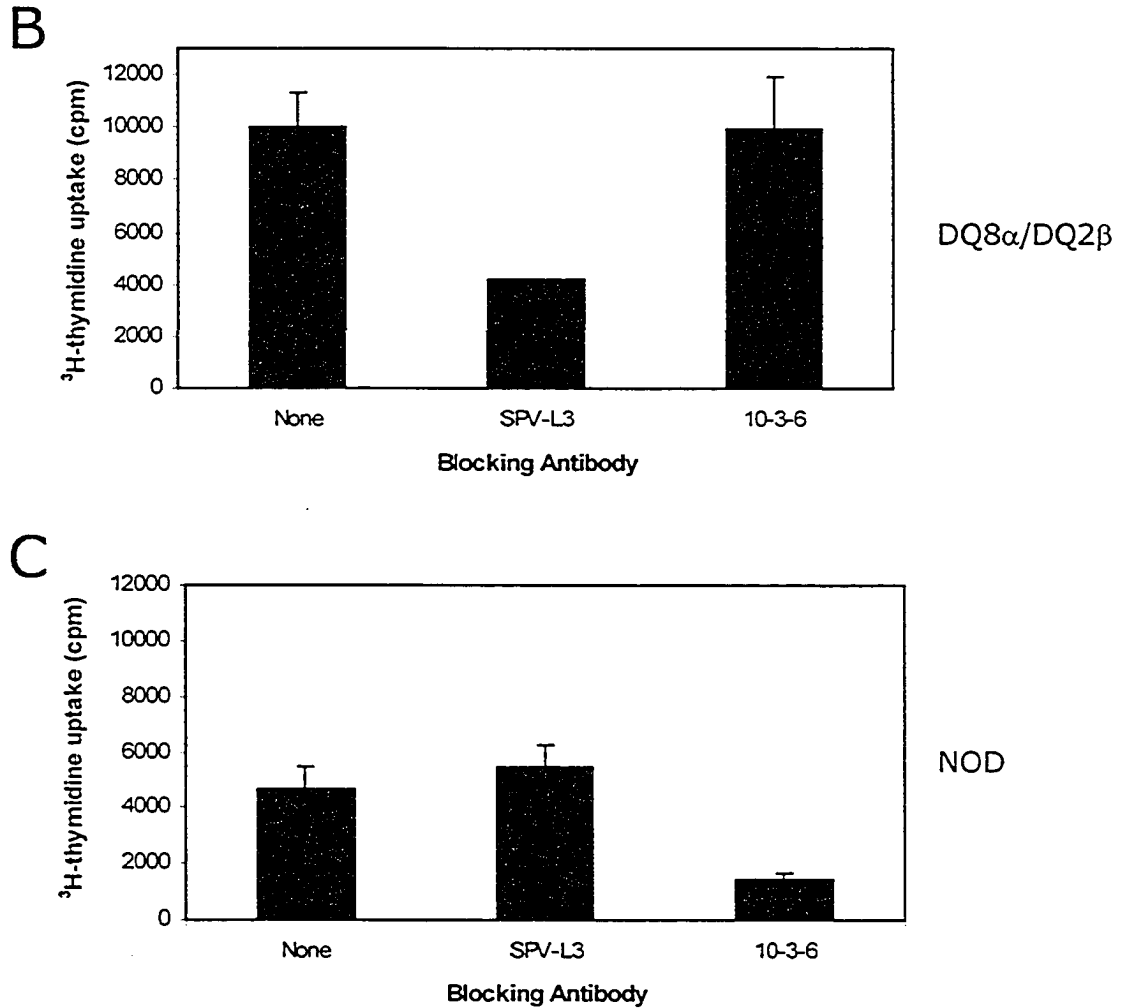 B
³H-thymidine uptake (cpm)
12000
10000
8000
6000
4000
2000
0
None SPV-L3 10-3-6
Blocking Antibody
DQ8α/DQ2β
C
³H-thymidine uptake (cpm)
12000
10000
8000
6000
4000
2000
0
None SPV-L3 10-3-6
Blocking Antibody
NOD